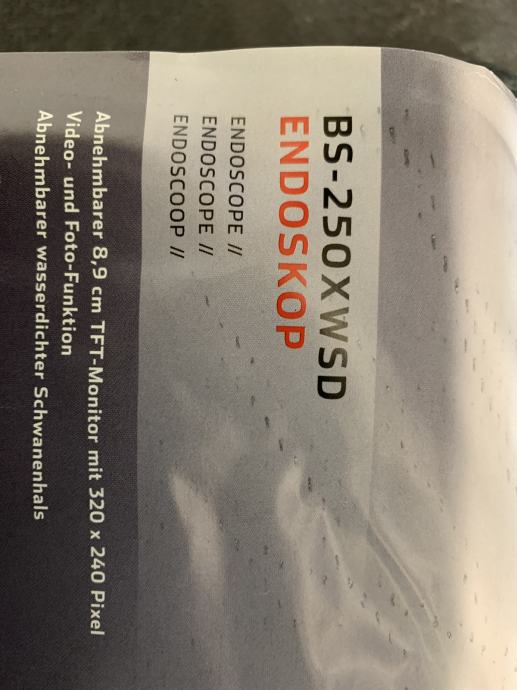 BS-250XWSD
ENDOSKOP
ENDOSCOPE //
ENDOSCOPE //
ENDOSCOOP //
Abnehmbarer 8,9 cm TFT-Monitor mit 320 x 240 Pixel
Video- und Foto-Funktion
Abnehmbarer wasserdichter Schwanenhals